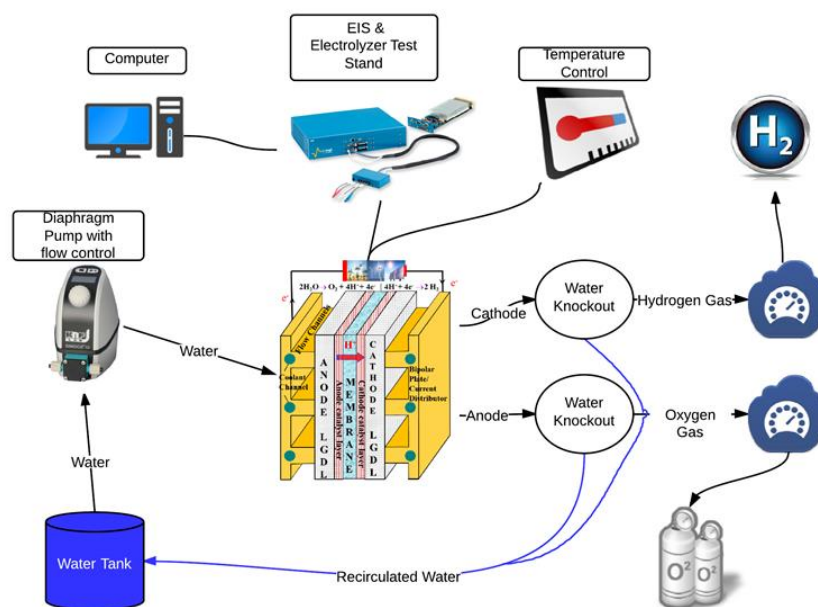 EIS &
Electrolyzer Test
Stand
Computer
Temperature
Control
H2
Diaphragm
Pump with
flow control
2H₂O → O₂ + 4H⁺+ 4e⁻
4H⁺+ 4e⁻→2 H₂
e⁻
e⁻
Water
Cathode
Water
Knockout
Hydrogen Gas
Flow Channels
Coolant
Channel
ANODE LGDL
Anode catalyst layer
H⁺
MEMBRANE
Cathode catalyst layer
CATHODE LGDL
Bipolar
Plate/
Current
Distributor
Anode
Water
Knockout
Oxygen
Gas
Water
Water Tank
Recirculated Water
O2
O2